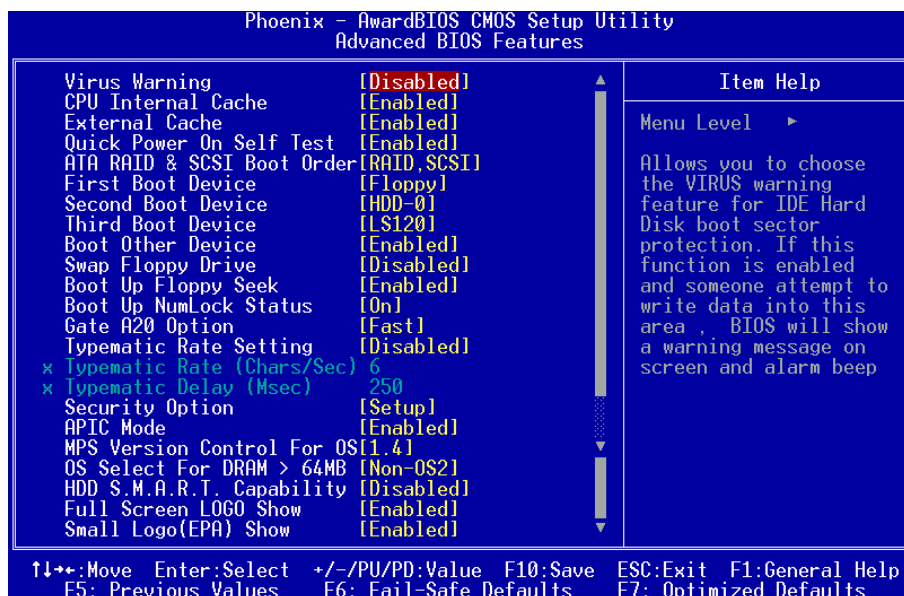 Phoenix - AwardBIOS CMOS Setup Utility
Advanced BIOS Features
Virus Warning [Disabled]
CPU Internal Cache [Enabled]
External Cache [Enabled]
Quick Power On Self Test [Enabled]
ATA RAID & SCSI Boot Order[RAID,SCSI]
First Boot Device [Floppy]
Second Boot Device [HDD-0]
Third Boot Device [LS120]
Boot Other Device [Enabled]
Swap Floppy Drive [Disabled]
Boot Up Floppy Seek [Enabled]
Boot Up NumLock Status [On]
Gate A20 Option [Fast]
Typematic Rate Setting [Disabled]
x Typematic Rate (Chars/Sec) 6
x Typematic Delay (Msec) 250
Security Option [Setup]
APIC Mode [Enabled]
MPS Version Control For OS[1.4]
OS Select For DRAM > 64MB [Non-OS2]
HDD S.M.A.R.T. Capability [Disabled]
Full Screen LOGO Show [Enabled]
Small Logo(EPA) Show [Enabled]
Item Help
Menu Level ►
Allows you to choose
the VIRUS warning
feature for IDE Hard
Disk boot sector
protection. If this
function is enabled
and someone attempt to
write data into this
area , BIOS will show
a warning message on
screen and alarm beep
↑↓→←:Move Enter:Select +/-/PU/PD:Value F10:Save ESC:Exit F1:General Help
F5: Previous Values F6: Fail-Safe Defaults F7: Optimized Defaults